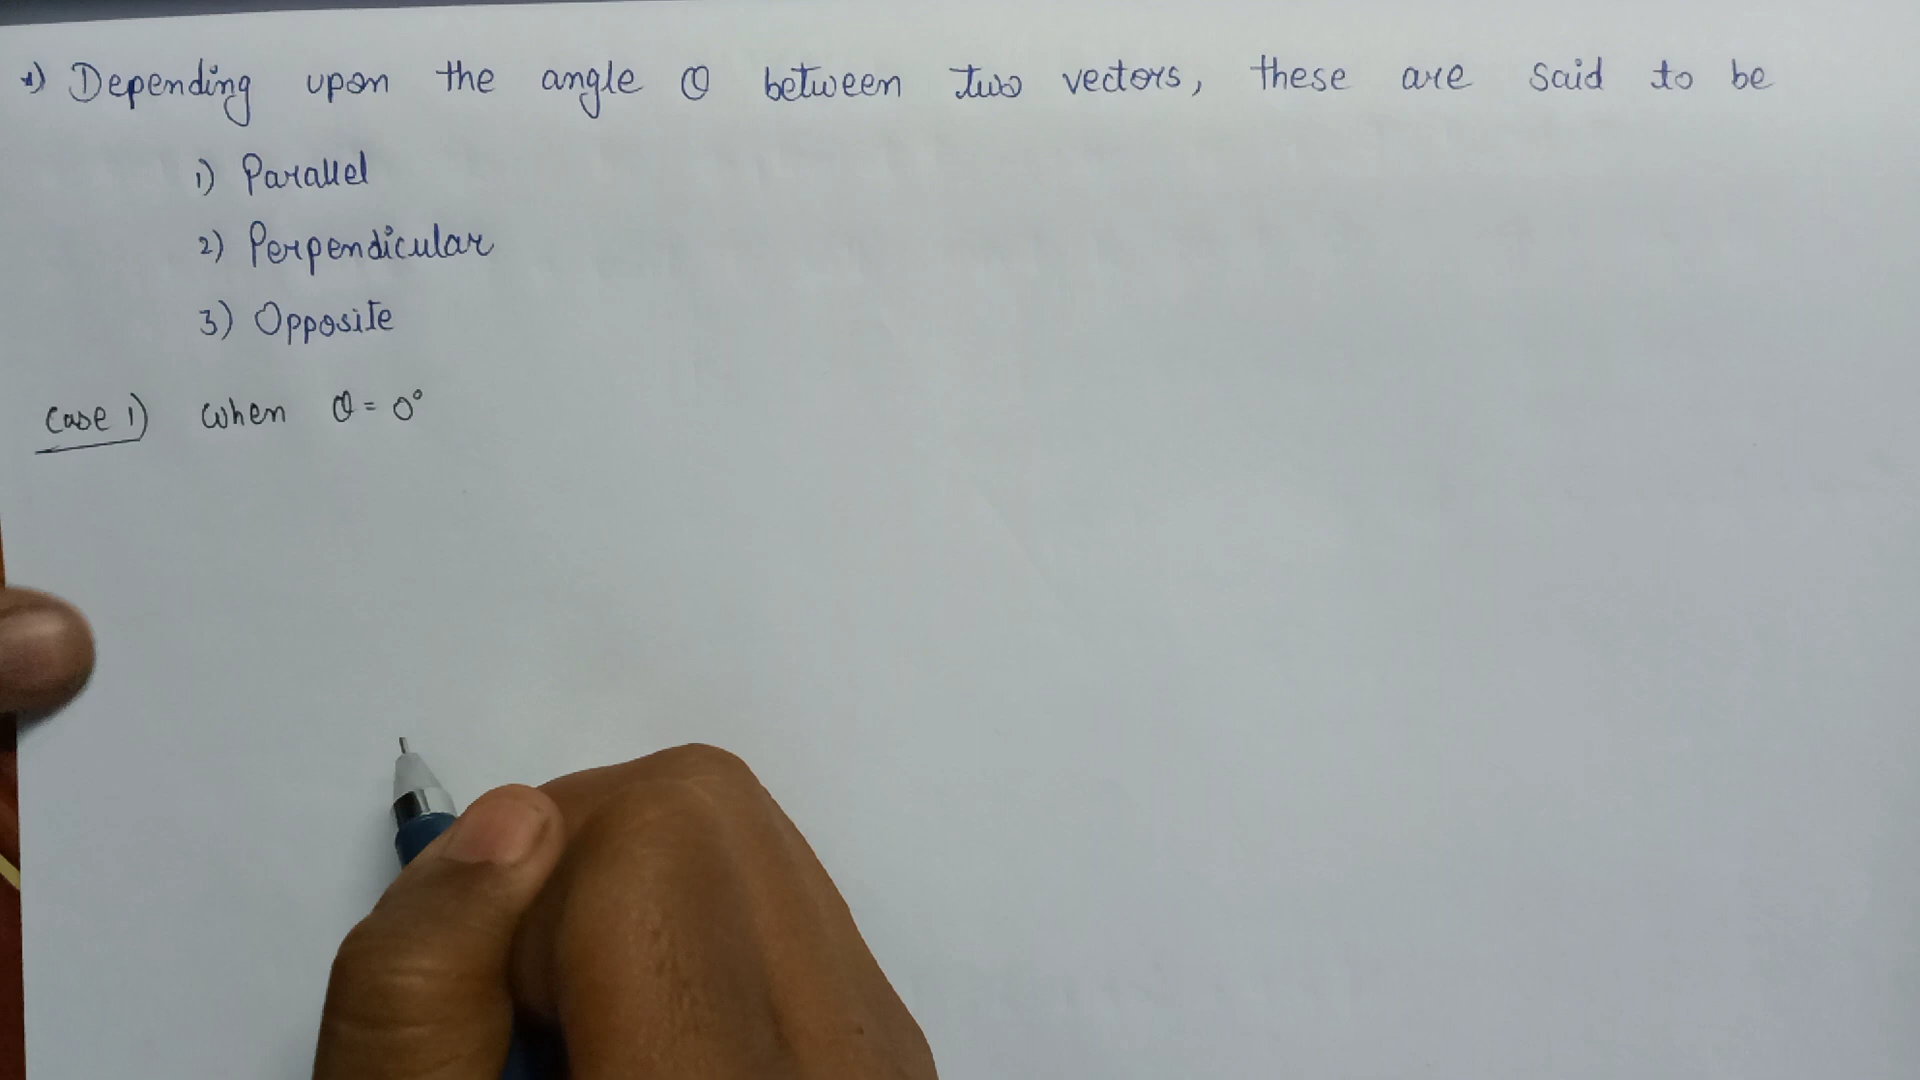 *) Depending upon the angle θ between two vectors, these are said to be
1) Parallel
2) Perpendicular
3) Opposite
Case 1) When θ = 0°